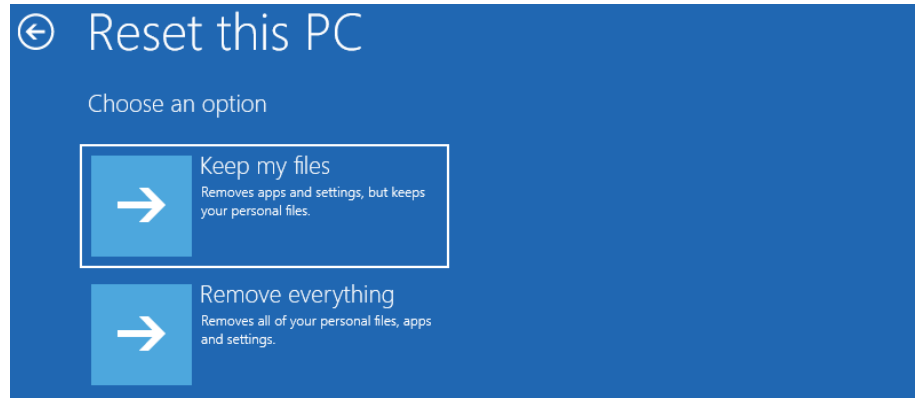 Reset this PC
Choose an option
Keep my files
Removes apps and settings, but keeps
your personal files.
Remove everything
Removes all of your personal files, apps
and settings.